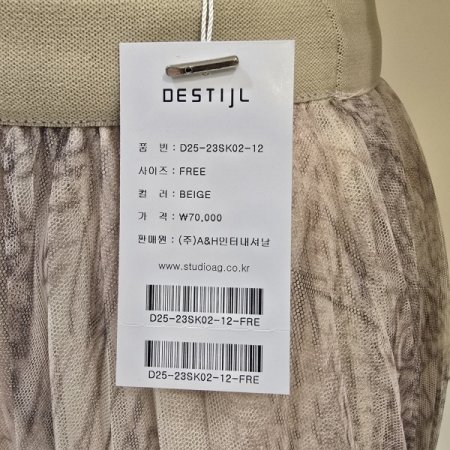 DESTIJL
품 번 : D25-23SK02-12
사이즈 : FREE
컬 러 : BEIGE
가 격 : ₩70,000
판매원 : (주)A&H인터내셔날
www.studioag.co.kr
D25-23SK02-12-FRE
D25-23SK02-12-FRE